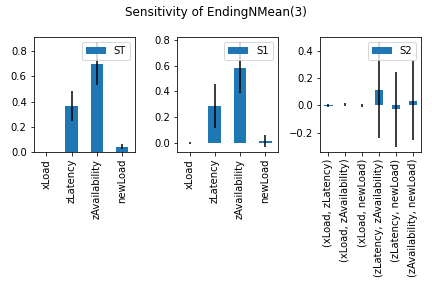 Sensitivity of EndingNMean(3)
ST
0.8
0.6
0.4
0.2
0.0
xLoad
zLatency
zAvailability
newLoad
S1
0.8
0.6
0.4
0.2
0.0
xLoad
zLatency
zAvailability
newLoad
S2
0.4
0.2
0.0
−0.2
(xLoad, zLatency)
(xLoad, zAvailability)
(xLoad, newLoad)
(zLatency, zAvailability)
(zLatency, newLoad)
(zAvailability, newLoad)